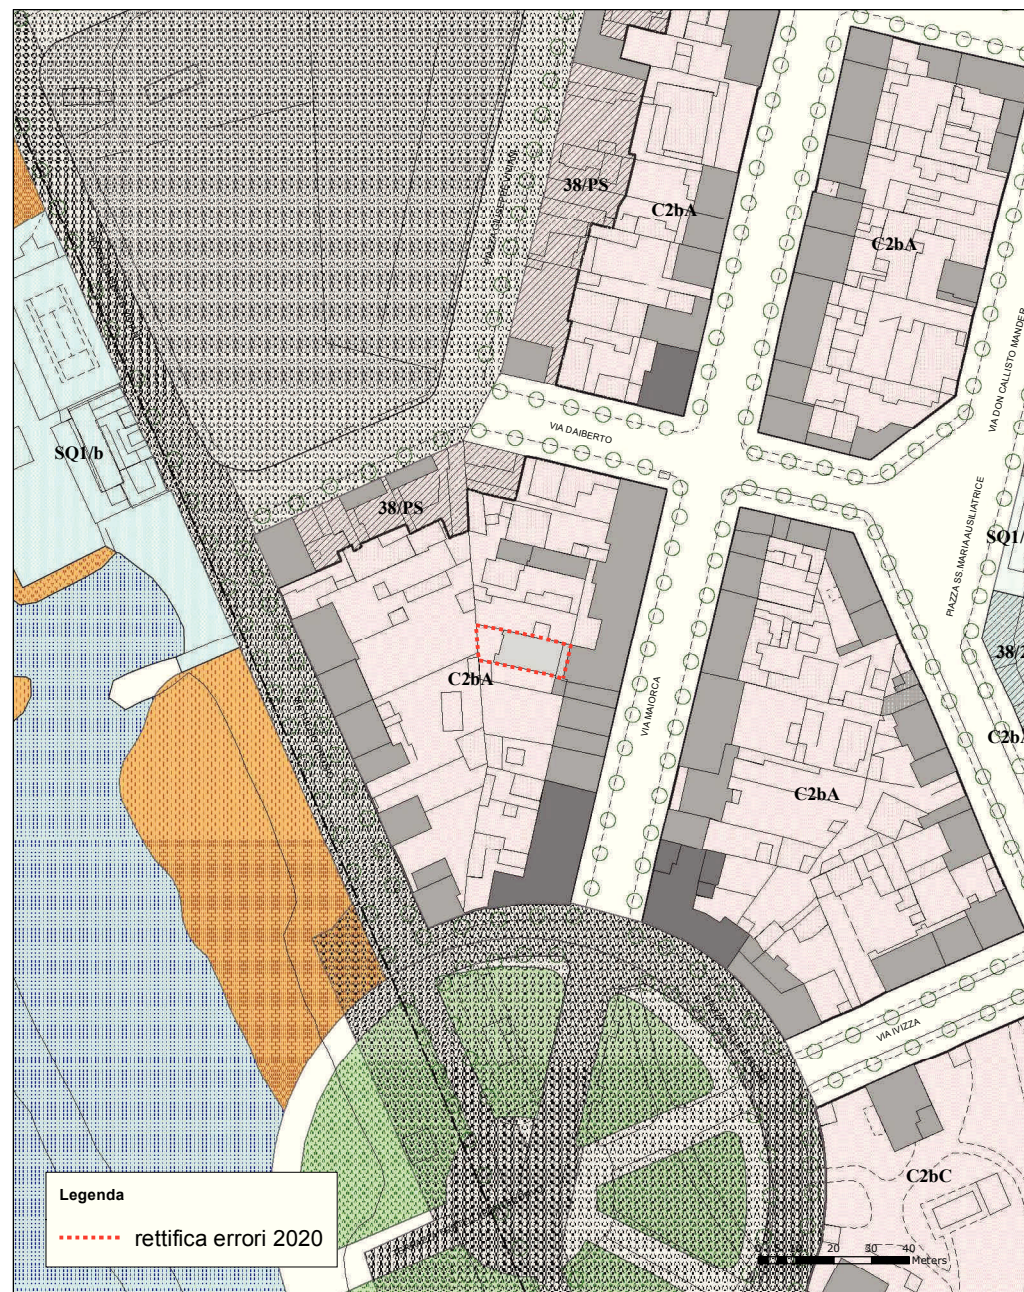 38/PS
C2bA
C2bA
VIA DON CALLISTO MANDER
VIA DAIBERTO
SQ1/b
38/PS
PIAZZA SS. MARIA AUSILIATRICE
SQ1/
38/2
C2bA
VIA MAIORCA
C2bA
VIA IVIZZA
C2bC
Legenda
rettifica errori 2020
20 30 40
Meters